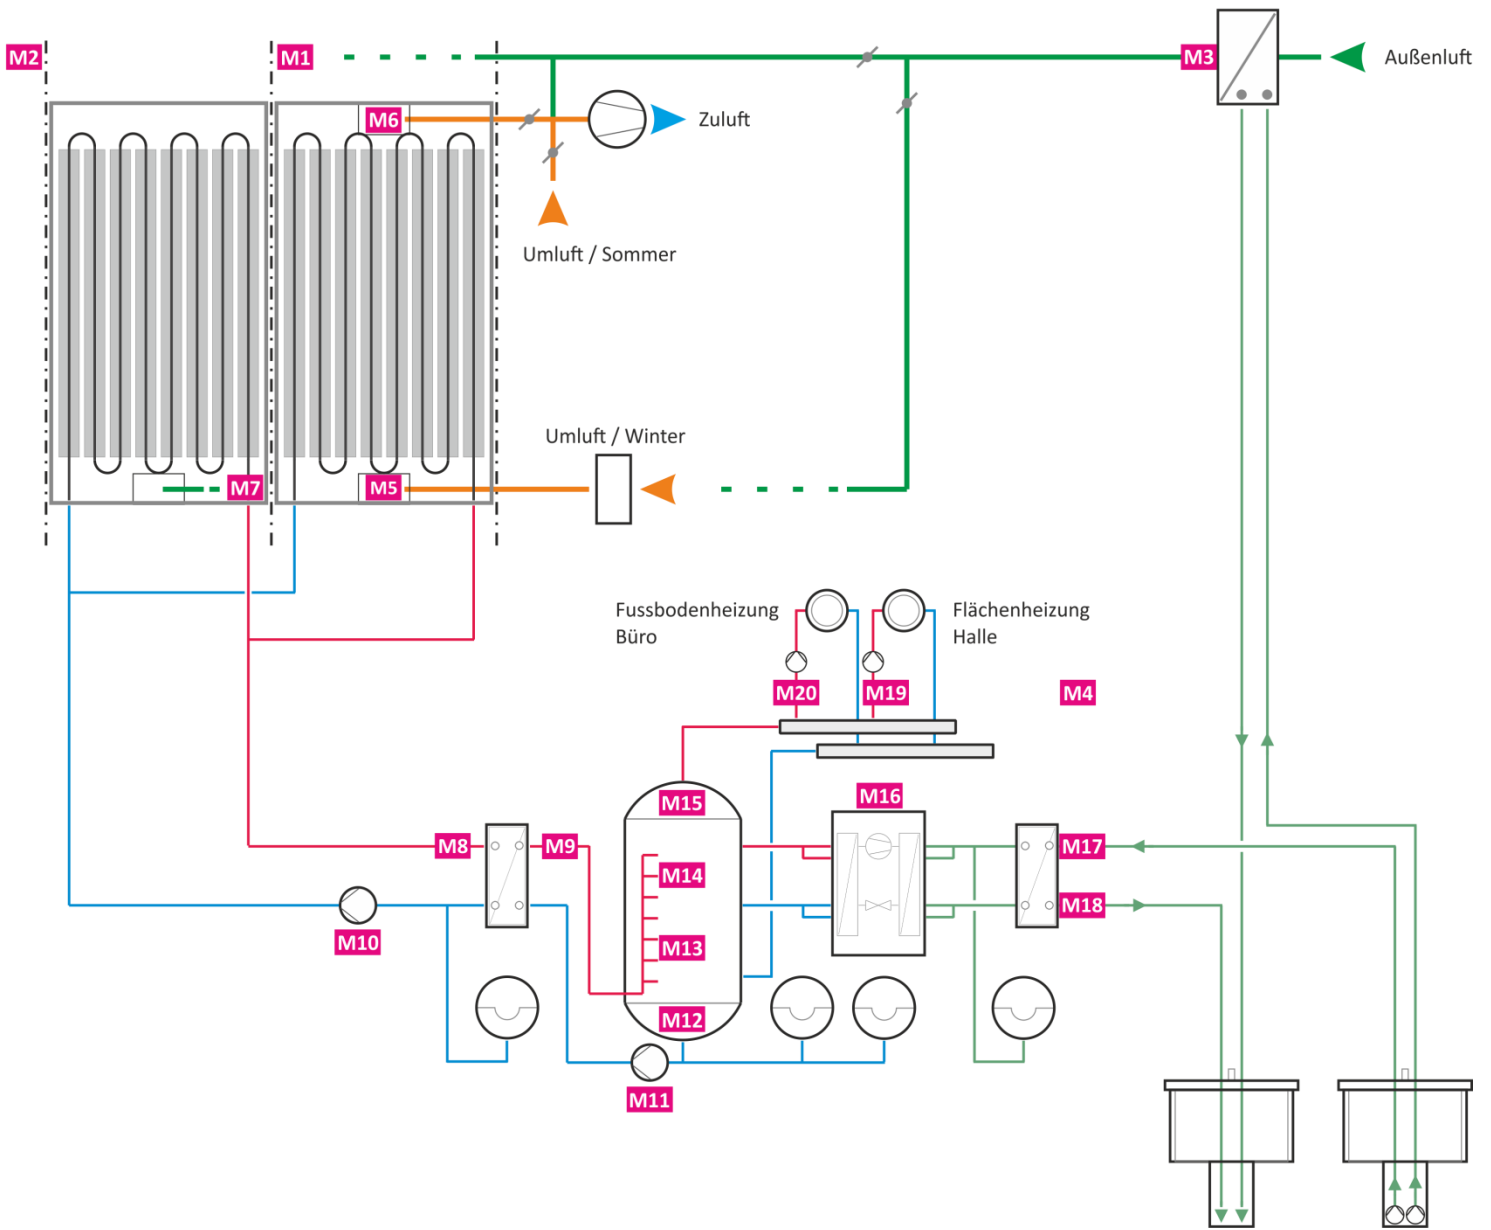 M2
M1
M3
Außenluft
M6
Zuluft
Umluft / Sommer
Umluft / Winter
M7
M5
Fussbodenheizung
Büro
Flächenheizung
Halle
M20
M19
M4
M15
M16
M8
M9
M17
M14
M18
M10
M13
M12
M11